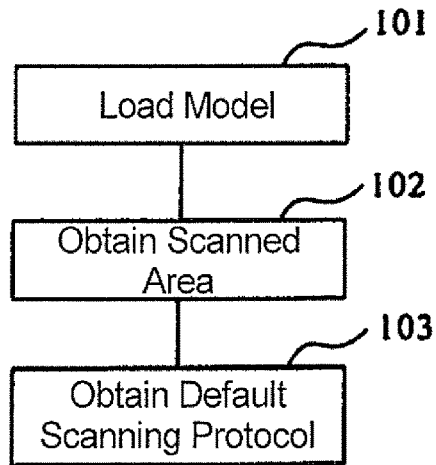 101
Load Model
102
Obtain Scanned
Area
103
Obtain Default
Scanning Protocol